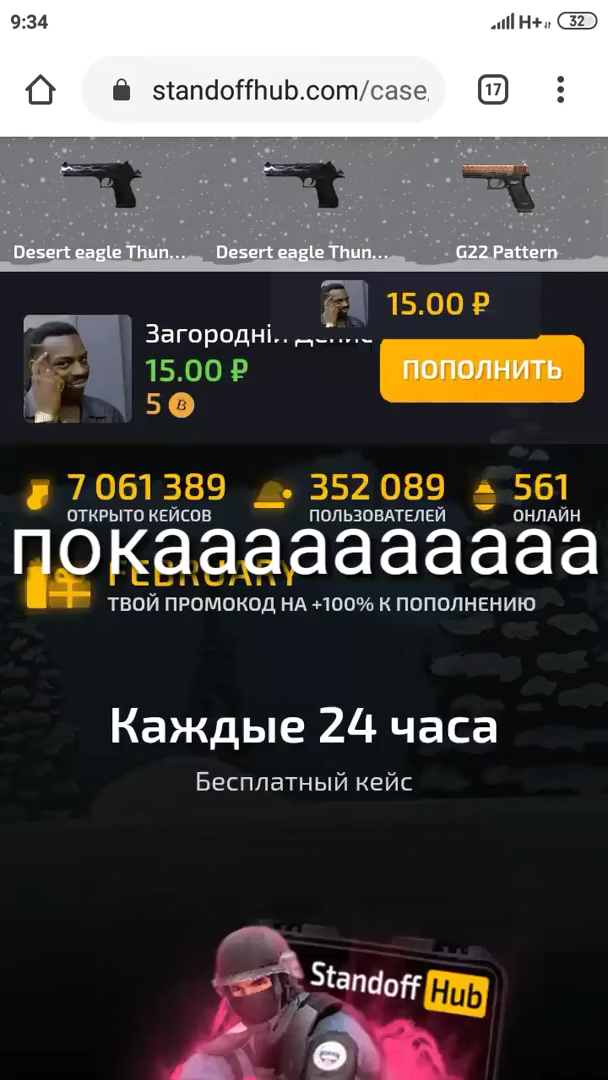 9:34
H+
32
standoffhub.com/case
17
Desert eagle Thun...
Desert eagle Thun...
G22 Pattern
15.00 ₽
Загородній
15.00 ₽
ПОПОЛНИТЬ
5
7 061 389
352 089
561
ОТКРЫТО КЕЙСОВ
ПОЛЬЗОВАТЕЛЕЙ
ОНЛАЙН
покаааааааааааа
FEBRUARY
ТВОЙ ПРОМОКОД НА +100% К ПОПОЛНЕНИЮ
Каждые 24 часа
Бесплатный кейс
Standoff Hub